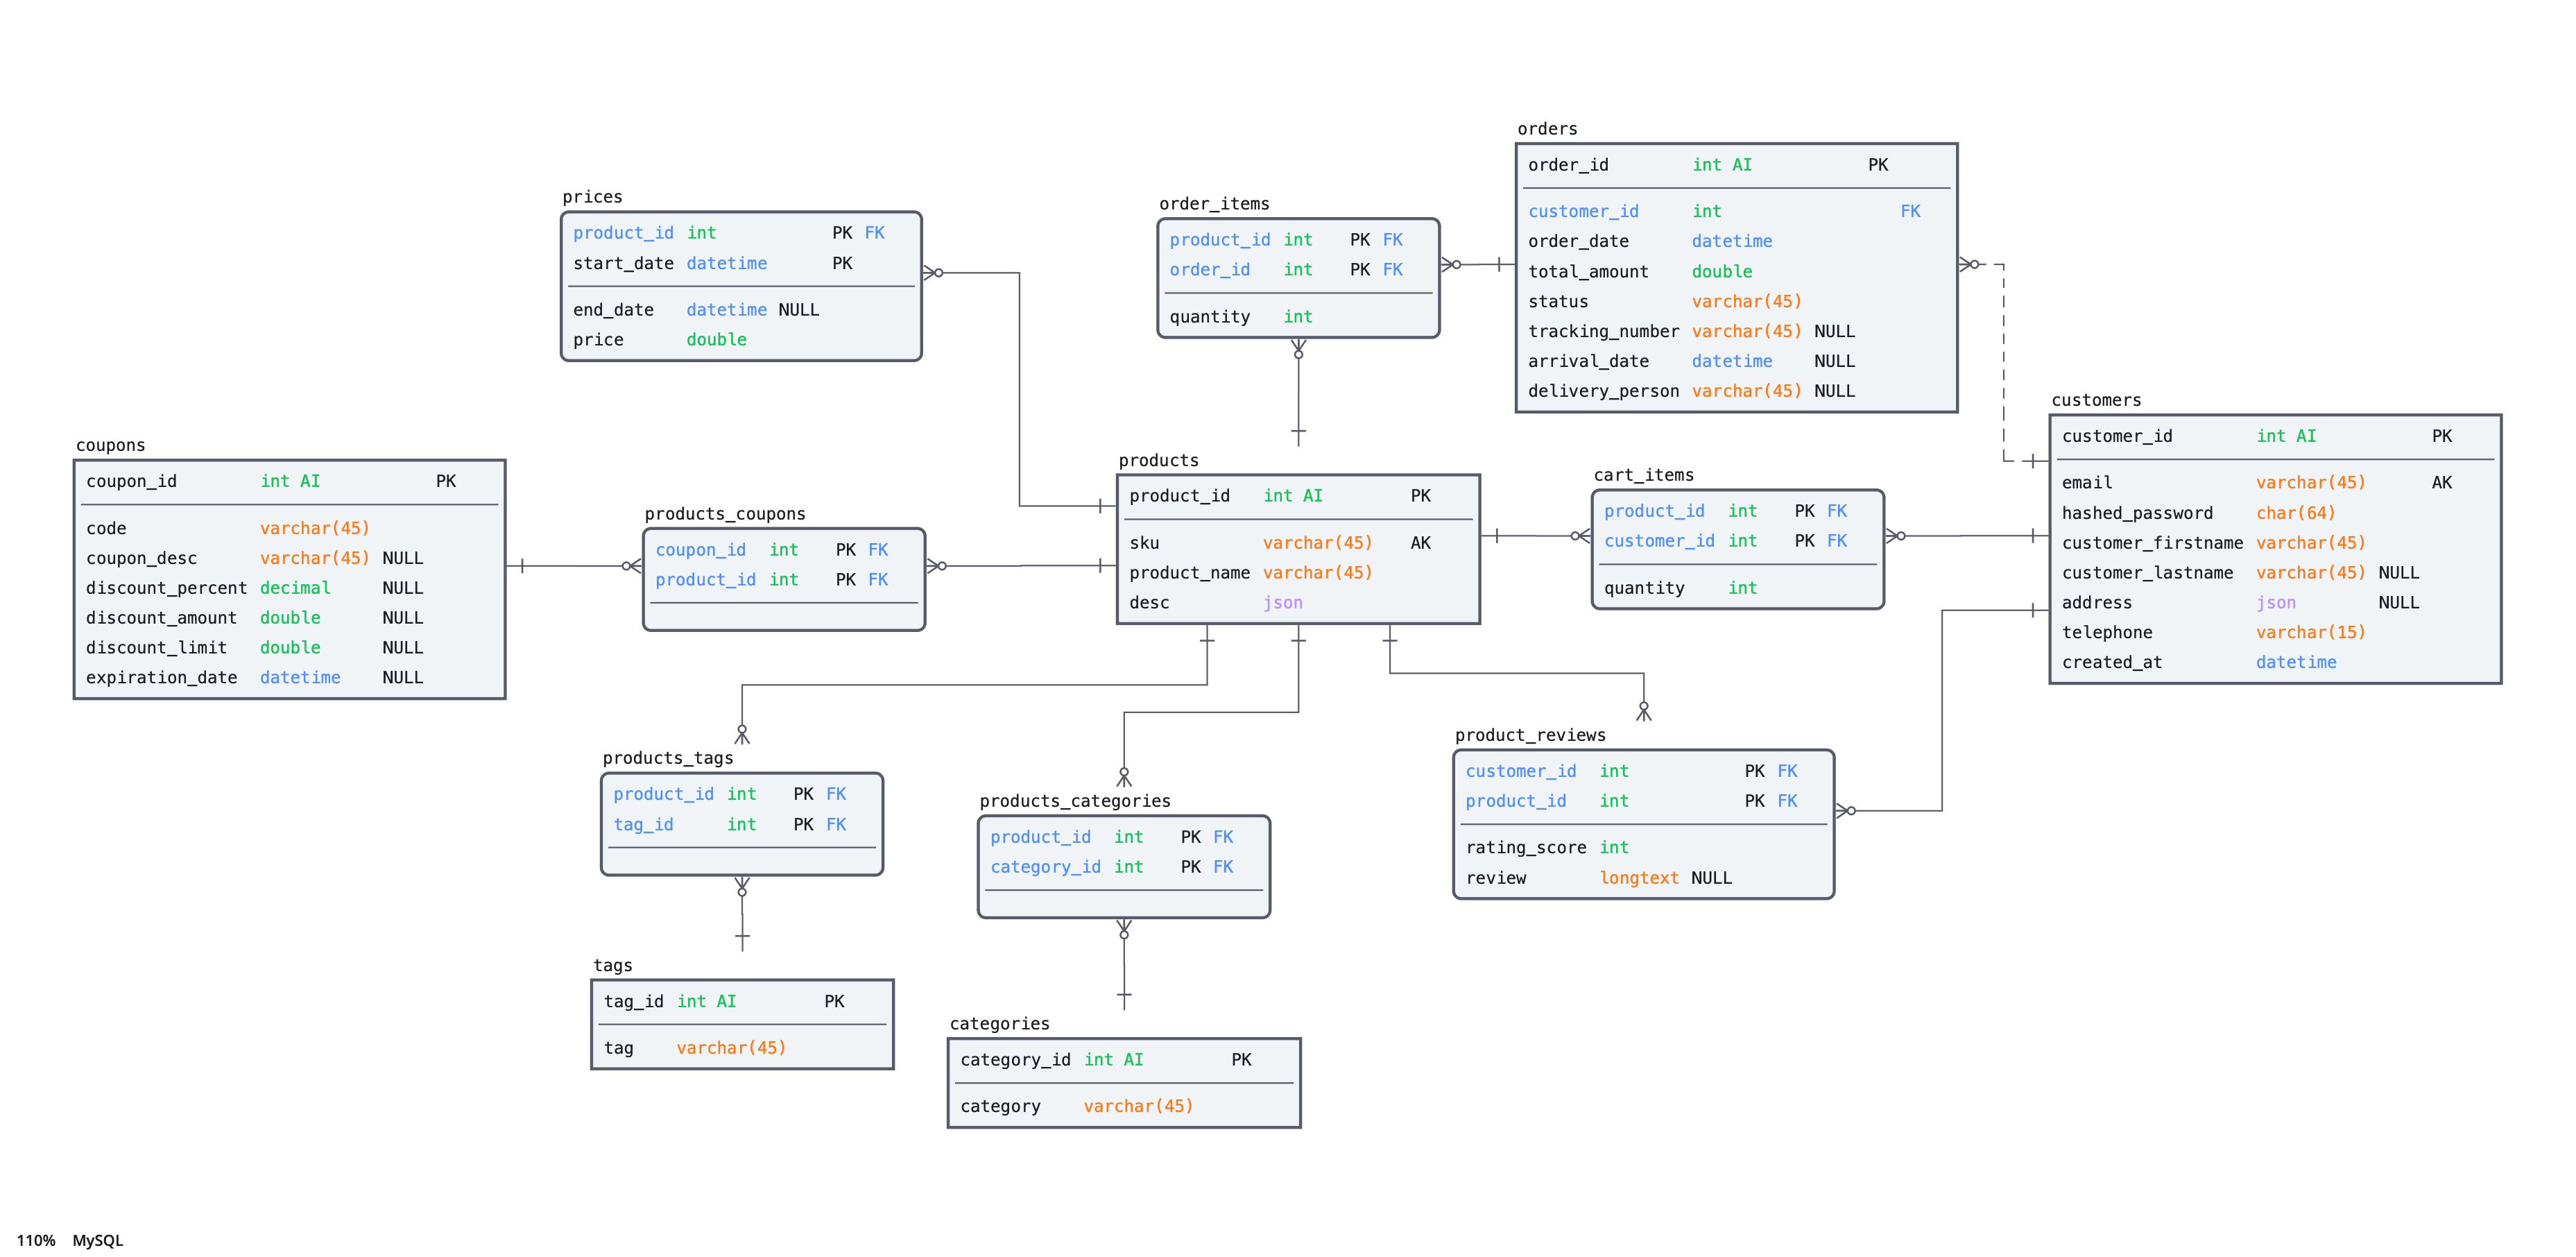 orders
order_id int AI PK
customer_id int FK
order_date datetime
total_amount double
status varchar(45)
tracking_number varchar(45) NULL
arrival_date datetime NULL
delivery_person varchar(45) NULL
prices
product_id int PK FK
start_date datetime PK
end_date datetime NULL
price double
order_items
product_id int PK FK
order_id int PK FK
quantity int
customers
customer_id int AI PK
email varchar(45) AK
hashed_password char(64)
customer_firstname varchar(45)
customer_lastname varchar(45) NULL
address json NULL
telephone varchar(15)
created_at datetime
coupons
coupon_id int AI PK
code varchar(45)
coupon_desc varchar(45) NULL
discount_percent decimal NULL
discount_amount double NULL
discount_limit double NULL
expiration_date datetime NULL
products_coupons
coupon_id int PK FK
product_id int PK FK
products
product_id int AI PK
sku varchar(45) AK
product_name varchar(45)
desc json
cart_items
product_id int PK FK
customer_id int PK FK
quantity int
products_tags
product_id int PK FK
tag_id int PK FK
products_categories
product_id int PK FK
category_id int PK FK
product_reviews
customer_id int PK FK
product_id int PK FK
rating_score int
review longtext NULL
tags
tag_id int AI PK
tag varchar(45)
categories
category_id int AI PK
category varchar(45)
110% MySQL